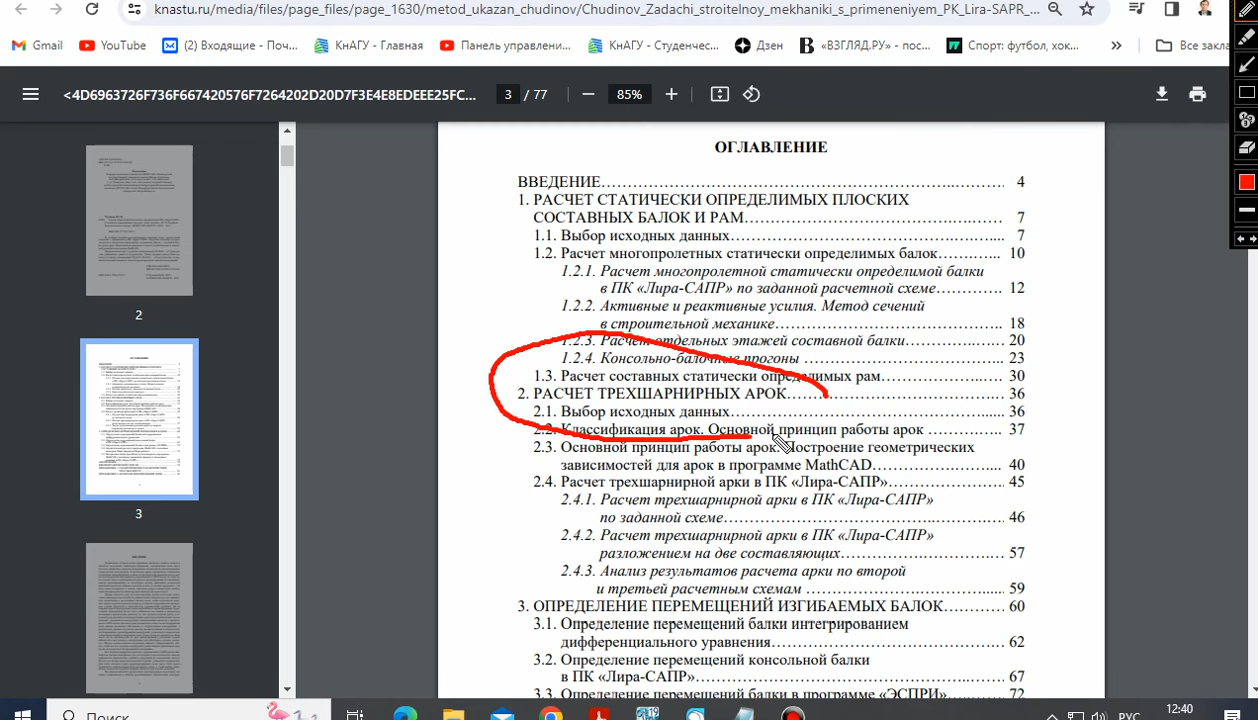 knastu.ru/media/files/page_files/page_1630/metod_ukazan_chudinov/Chudinov_Zadachi_stroitelnoy_mekhaniki_s_primeneniyem_PK_Lira-SAPR_...
Gmail
YouTube
(2) Входящие - Поч...
КнАГУ - Главная
Панель управлени...
КнАГУ - Студенчес...
Дзен
«ВЗГЛЯД.РУ» - пос...
Спорт: футбол, хок...
»
Все закла
<4D6963726F736F667420576F7264202D20D7F3E4E8EDEEE25FC...
3 / 77
85%
2
3
ОГЛАВЛЕНИЕ
ВВЕДЕНИЕ 4
1. РАСЧЕТ СТАТИЧЕСКИ ОПРЕДЕЛИМЫХ ПЛОСКИХ
СОСТАВНЫХ БАЛОК И РАМ 7
1.1. Выбор исходных данных 7
1.2. Расчет многопролетных статически определимых балок 10
1.2.1. Расчет многопролетной статически определимой балки
в ПК «Лира-САПР» по заданной расчетной схеме 12
1.2.2. Активные и реактивные усилия. Метод сечений
в строительной механике 18
1.2.3. Расчет отдельных этажей составной балки 20
1.2.4. Консольно-балочные прогоны 23
1.3. Расчет составных статически определимых рам 30
2. РАСЧЕТ ТРЕХШАРНИРНЫХ АРОК 36
2.1. Выбор исходных данных 36
2.2. Классификация арок. Основной принцип работы арок 37
2.3. Основной принцип работы арок. Построение геометрических
зависимостей для арок в программе MathCAD 40
2.4. Расчет трехшарнирной арки в ПК «Лира-САПР» 45
2.4.1. Расчет трехшарнирной арки в ПК «Лира-САПР»
по заданной схеме 46
2.4.2. Расчет трехшарнирной арки в ПК «Лира-САПР»
разложением на две составляющих 57
2.4.3. Анализ результатов расчета арки по второй
и третьей расчетным схемам 59
3. ОПРЕДЕЛЕНИЕ ПЕРЕМЕЩЕНИЙ ИЗГИБАЕМЫХ БАЛОК 60
3.1. Определение перемещений балки интегрированием
дифференциального уравнения 62
3.2. Определение перемещений консольной балки
в ПК «Лира-САПР» 67
3.3. Определение перемещений балки в программе «ЭСПРИ» 72
Поиск
РУС
12:40